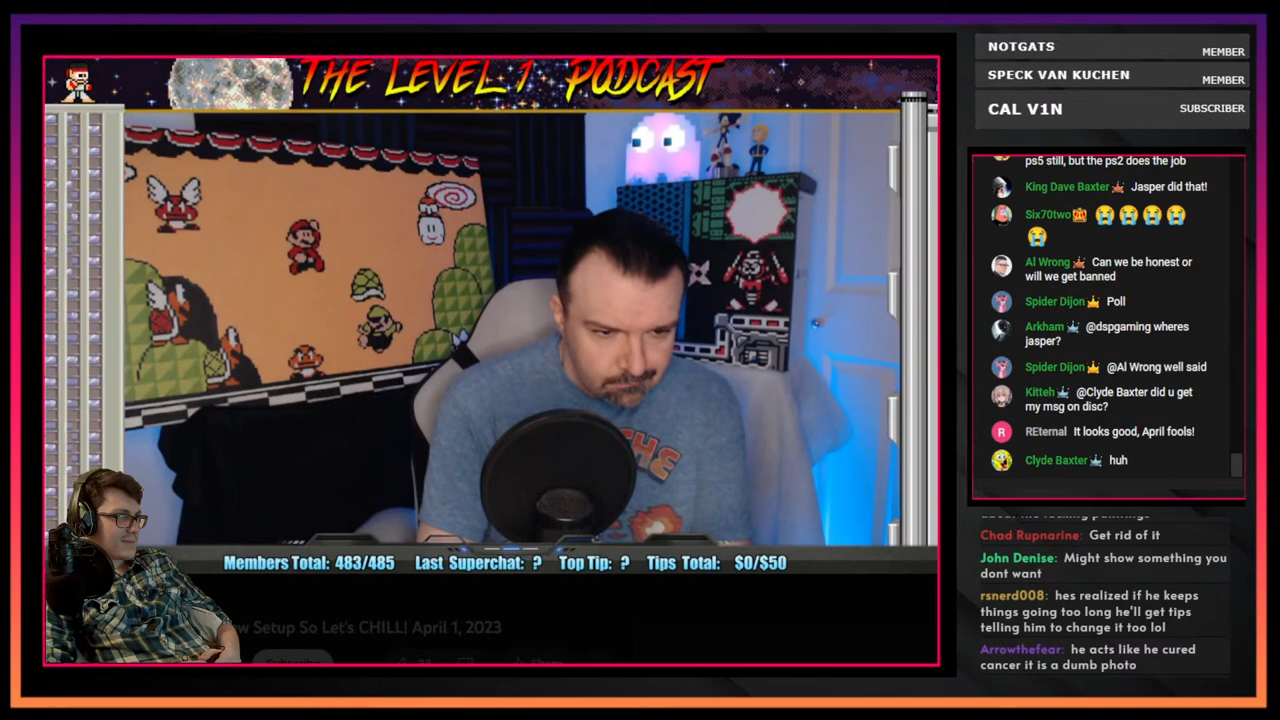 THE LEVEL 1 PODCAST
CHE
Members Total: 483/485 Last Superchat: ? Top Tip: ? Tips Total: $0/$50
Setup So Let's CHILL! April 1, 2023
Subscribe
Share
NOTGATS MEMBER
SPECK VAN KUCHEN MEMBER
CAL V1N SUBSCRIBER
ps5 still, but the ps2 does the job
King Dave Baxter Jasper did that!
Six70two 😭😭😭😭
😭
Al Wrong Can we be honest or
will we get banned
Spider Dijon Poll
Arkham @dspgaming wheres
jasper?
Spider Dijon @Al Wrong well said
Kitteh @Clyde Baxter did u get
my msg on disc?
R REternal It looks good, April fools!
Clyde Baxter huh
Chad Rupnarine: Get rid of it
John Denise: Might show something you
dont want
rsnerd008: hes realized if he keeps
things going too long he'll get tips
telling him to change it too lol
Arrowthefear: he acts like he cured
cancer it is a dumb photo